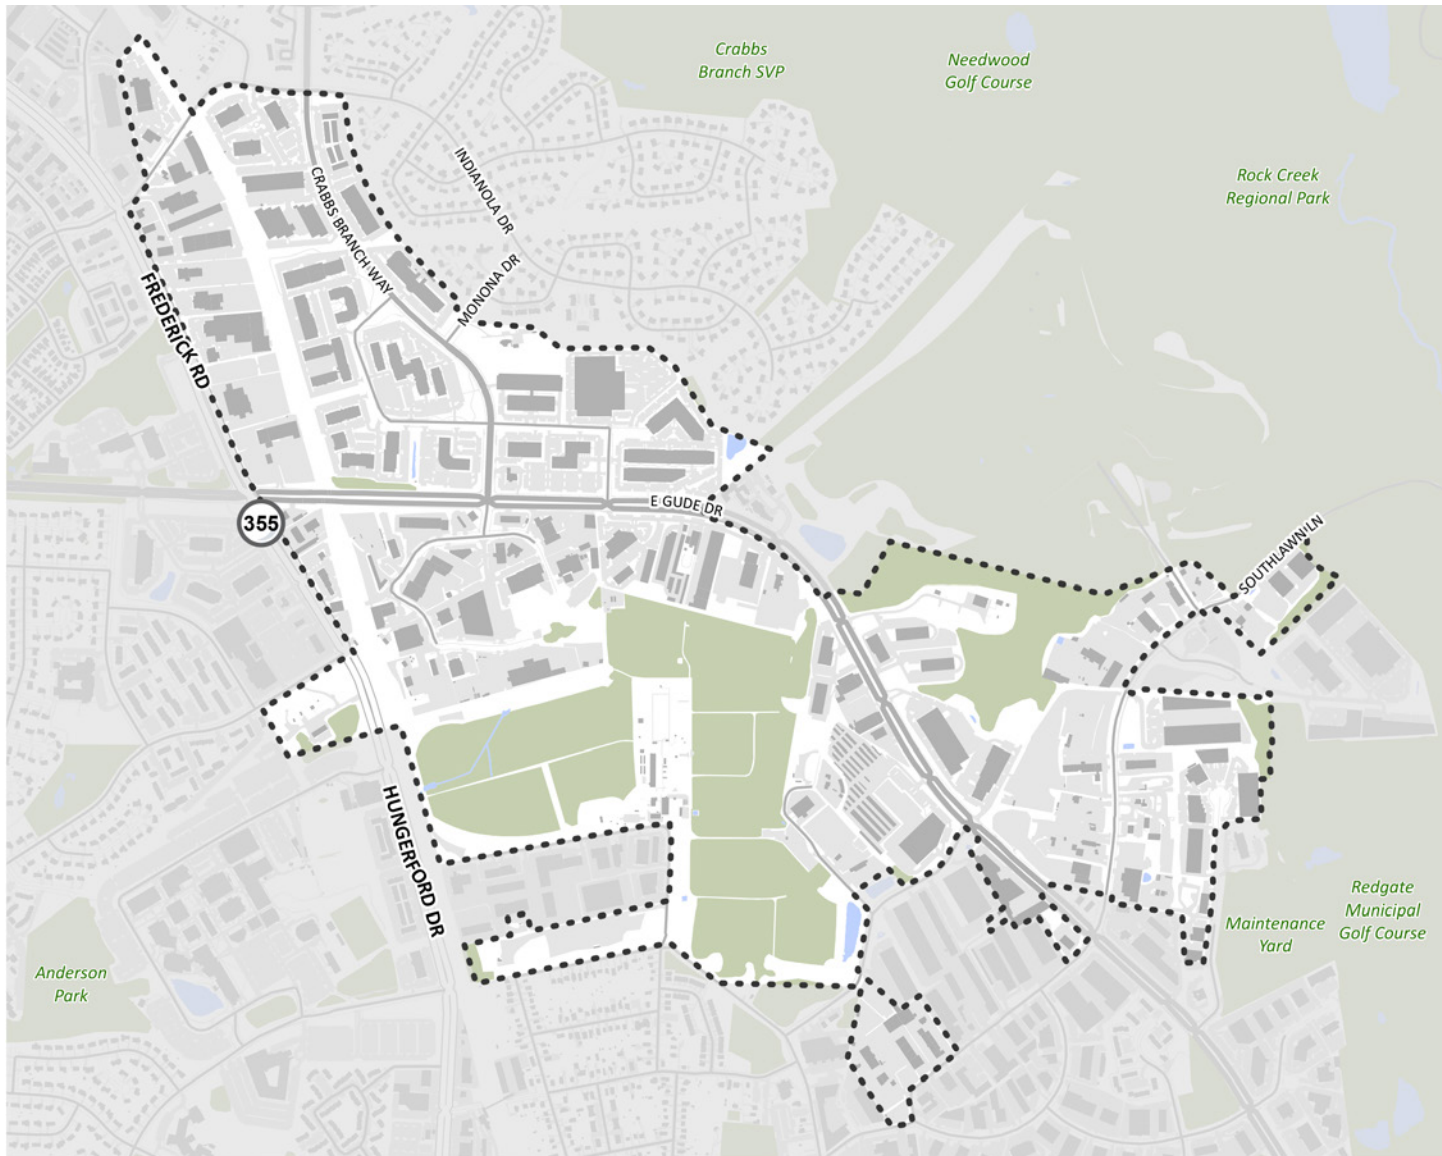 Crabbs
Branch SVP
Needwood
Golf Course
Rock Creek
Regional Park
INDIANOLA DR
CRABBS BRANCH WAY
MONONA DR
FREDERICK RD
355
E GUDE DR
SOUTHLAWN LN
HUNGERFORD DR
Redgate
Municipal
Golf Course
Maintenance
Yard
Anderson
Park